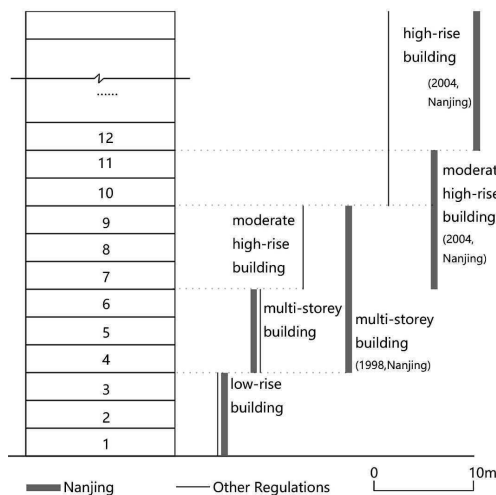 high-rise
building
(2004,
Nanjing)
......
12
11
10
9
8
7
6
5
4
3
2
1
moderate
high-rise
building
(2004,
Nanjing)
moderate
high-rise
building
multi-storey
building
multi-storey
building
(1998,Nanjing)
low-rise
building
Nanjing
Other Regulations
0
10m